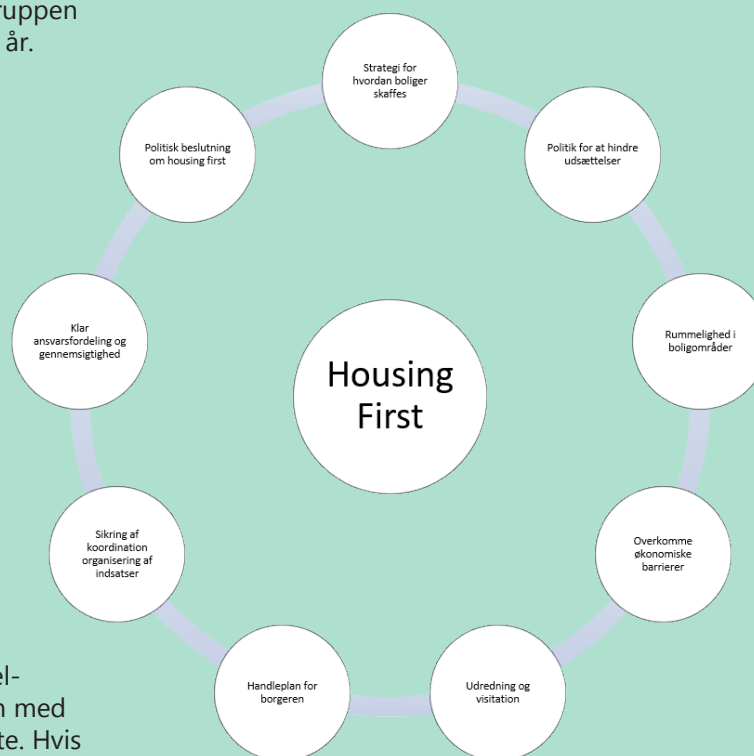 ruppen
år.
Strategi for
hvordan boliger
skaffes
Politik for at hindre
udsættelser
Rummelighed i
boligområder
Overkomme
økonomiske
barrierer
Udredning og
visitation
Handleplan for
borgeren
Sikring af
koordination
organisering af
indsatser
Klar
ansvarsfordeling og
gennemsigtighed
Politisk beslutning
om housing first
Housing
First
el-
n med
te. Hvis